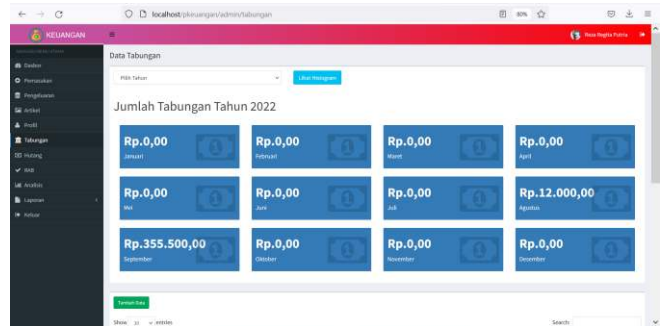 localhost/pkeuangan/admin/tabungan
80%
KEUANGAN
Reza Regita Putria
Data Tabungan
Dasbor
Pemasukan
Pengeluaran
Artikel
Profil
Tabungan
Hutang
BAB
Analisis
Laporan
Keluar
Pilih Tahun
Lihat Histogram
Jumlah Tabungan Tahun 2022
Rp.0,00
Januari
Rp.0,00
Februari
Rp.0,00
Maret
Rp.0,00
April
Rp.0,00
Mei
Rp.0,00
Juni
Rp.0,00
Juli
Rp.12.000,00
Agustus
Rp.355.500,00
September
Rp.0,00
Oktober
Rp.0,00
November
Rp.0,00
Desember
Tambah Data
Show 10 entries
Search: